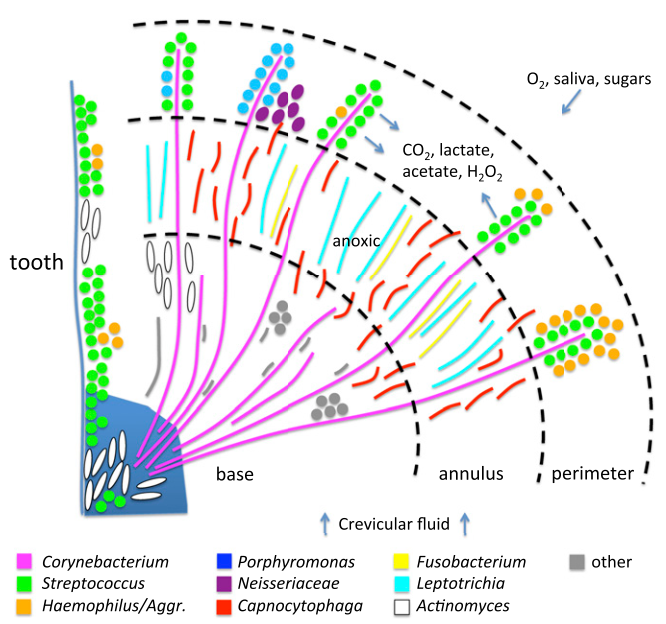 O₂, saliva, sugars
CO₂, lactate,
acetate, H₂O₂
anoxic
tooth
base
annulus
perimeter
Crevicular fluid
Corynebacterium
Porphyromonas
Fusobacterium
other
Streptococcus
Neisseriaceae
Leptotrichia
Haemophilus/Aggr.
Capnocytophaga
Actinomyces